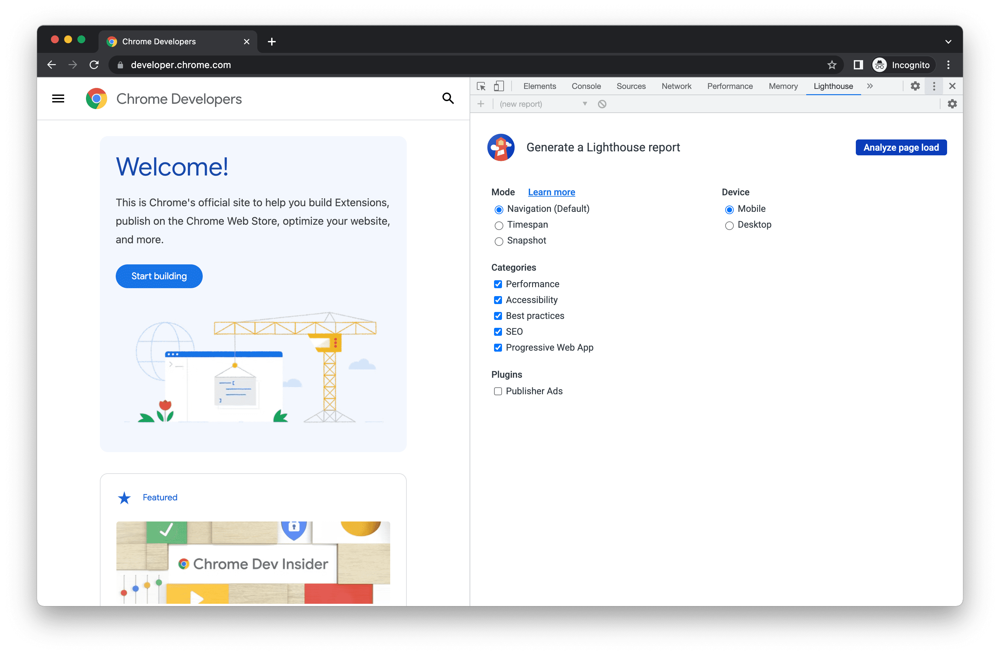 Chrome Developers
developer.chrome.com
Incognito
Chrome Developers
Welcome!
This is Chrome's official site to help you build Extensions,
publish on the Chrome Web Store, optimize your website,
and more.
Start building
Featured
Chrome Dev Insider
Elements Console Sources Network Performance Memory Lighthouse
(new report)
Generate a Lighthouse report
Analyze page load
Mode Learn more
Navigation (Default)
Timespan
Snapshot
Device
Mobile
Desktop
Categories
Performance
Accessibility
Best practices
SEO
Progressive Web App
Plugins
Publisher Ads